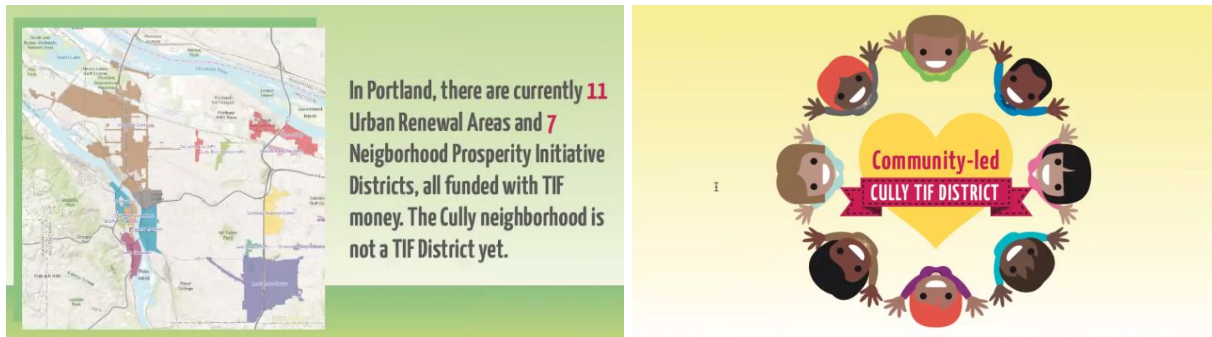 In Portland, there are currently 11
Urban Renewal Areas and 7
Neigborhood Prosperity Initiative
Districts, all funded with TIF
money. The Cully neighborhood is
not a TIF District yet.
Community-led
CULLY TIF DISTRICT